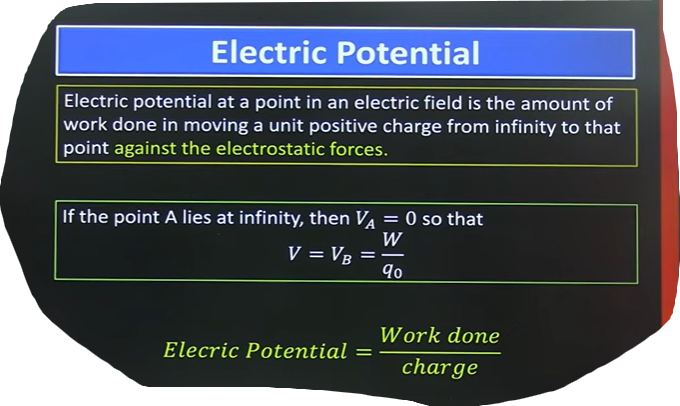 Electric Potential
Electric potential at a point in an electric field is the amount of
work done in moving a unit positive charge from infinity to that
point against the electrostatic forces.
If the point A lies at infinity, then V_A = 0 so that
V = V_B = W/q_0
Elecric Potential = Work done/charge